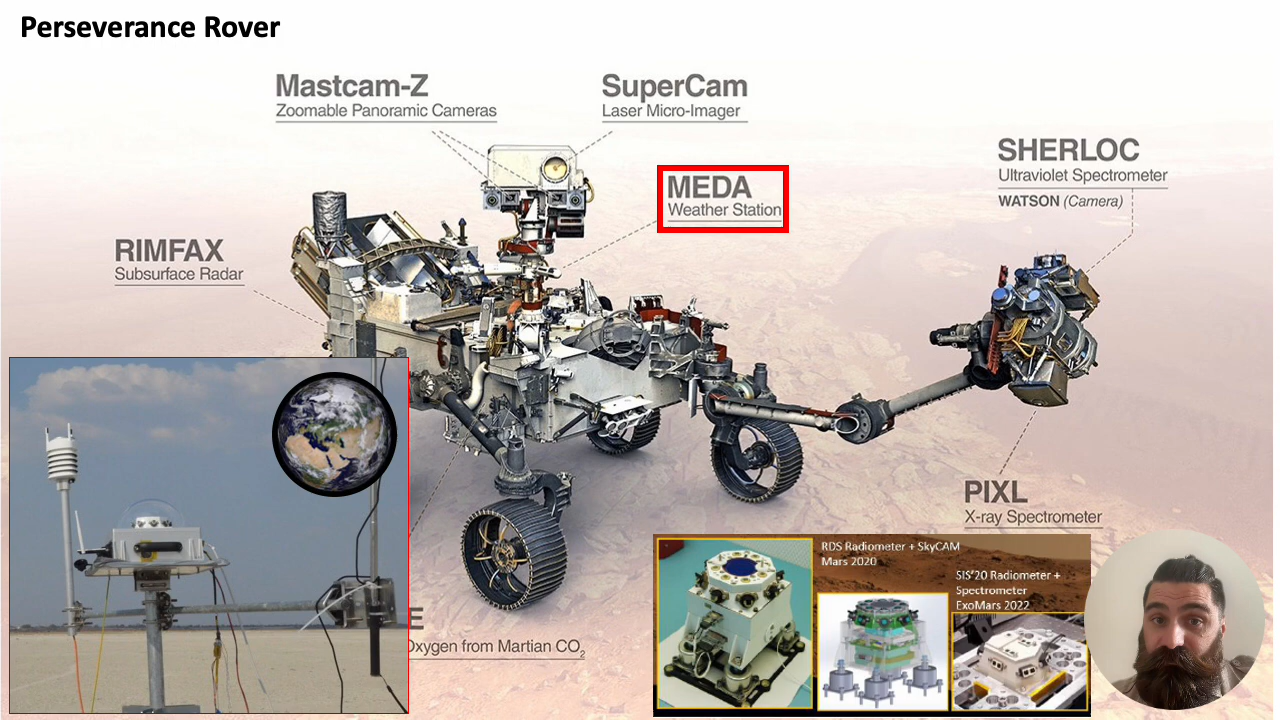 Perseverance Rover
Mastcam-Z
Zoomable Panoramic Cameras
SuperCam
Laser Micro-Imager
SHERLOC
Ultraviolet Spectrometer
WATSON (Camera)
MEDA
Weather Station
RIMFAX
Subsurface Radar
PIXL
X-ray Spectrometer
E
Oxygen from Martian CO2
RDS Radiometer + SkyCAM
Mars 2020
SIS'20 Radiometer +
Spectrometer
ExoMars 2022